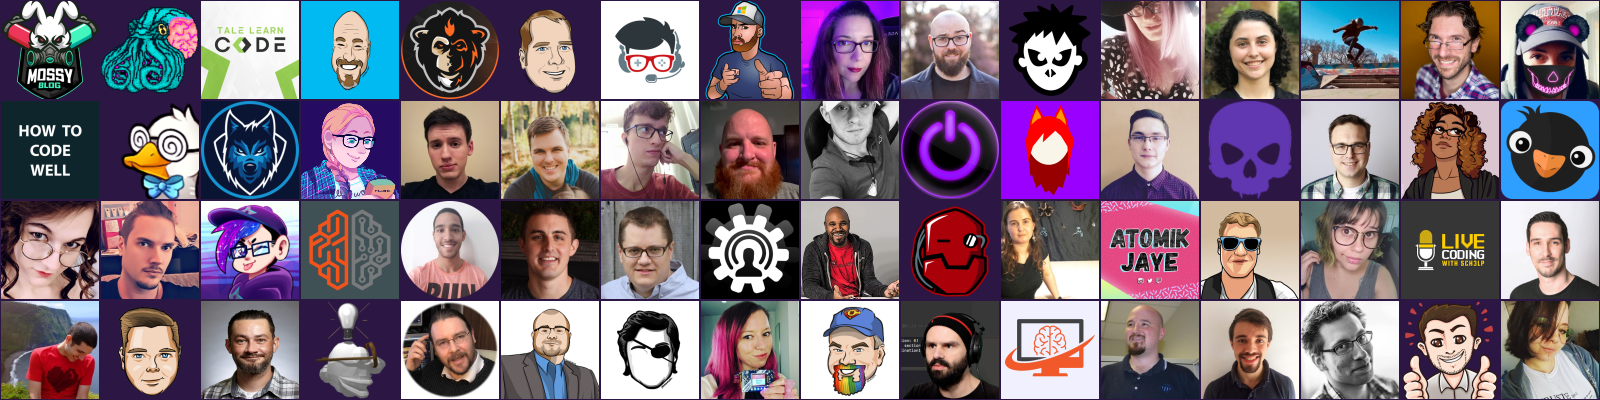 MOSSY
BLOG
TALE LEARN
CODE
HOW TO
CODE
WELL
ATOMIK
JAYE
LIVE
CODING
WITH SCH3LP